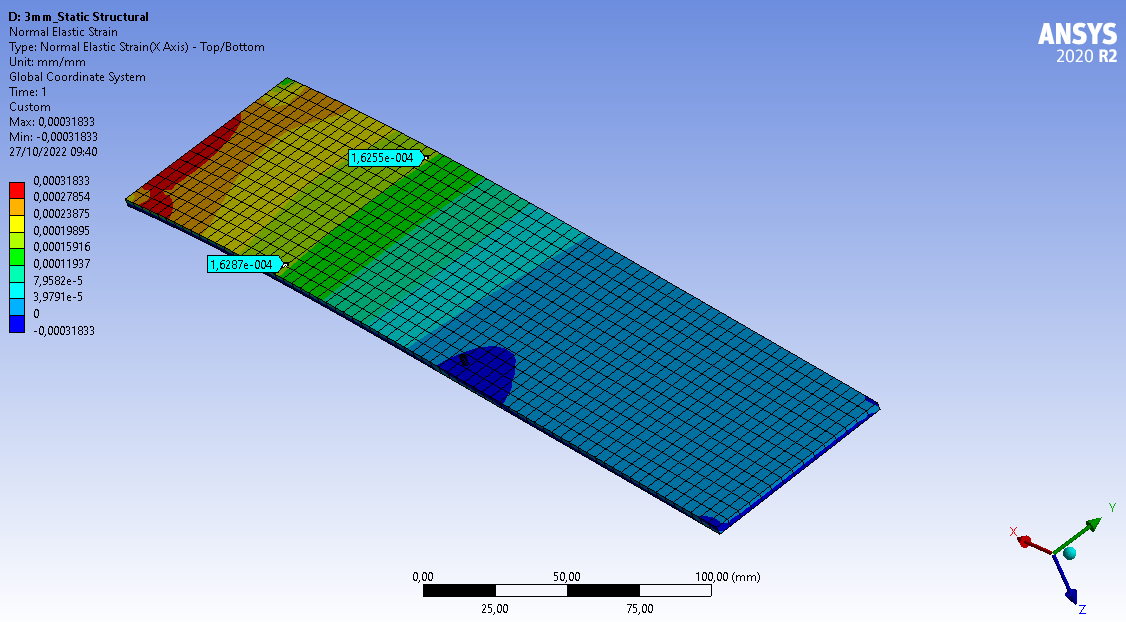 D: 3mm_Static Structural
Normal Elastic Strain
Type: Normal Elastic Strain(X Axis) - Top/Bottom
Unit: mm/mm
Global Coordinate System
Time: 1
Custom
Max: 0,00031833
Min: -0,00031833
27/10/2022 09:40
ANSYS
2020 R2
0,00031833
0,00027854
0,00023875
0,00019895
0,00015916
0,00011937
7,9582e-5
3,9791e-5
0
-0,00031833
1,6255e-004
1,6287e-004
0,00 50,00 100,00 (mm)
25,00 75,00
X
Y
Z